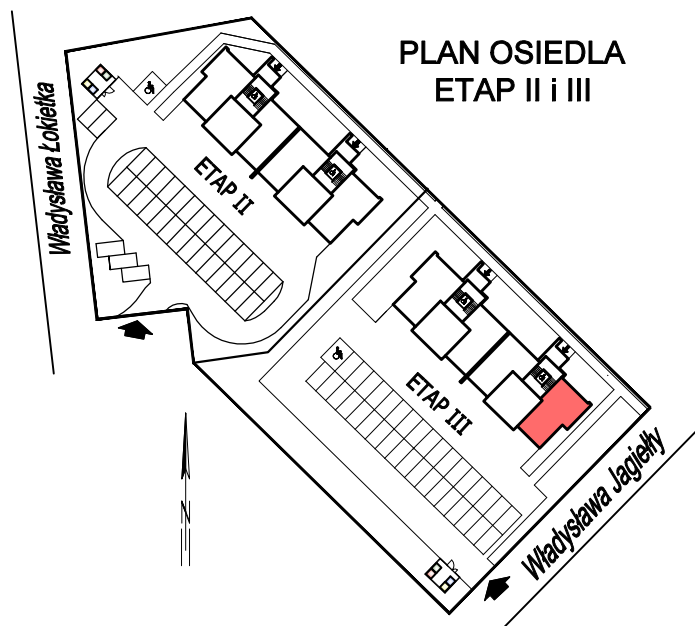 PLAN OSIEDLA
ETAP II i III
Władysława Łokietka
ETAP II
ETAP III
Władysława Jagiełły
N